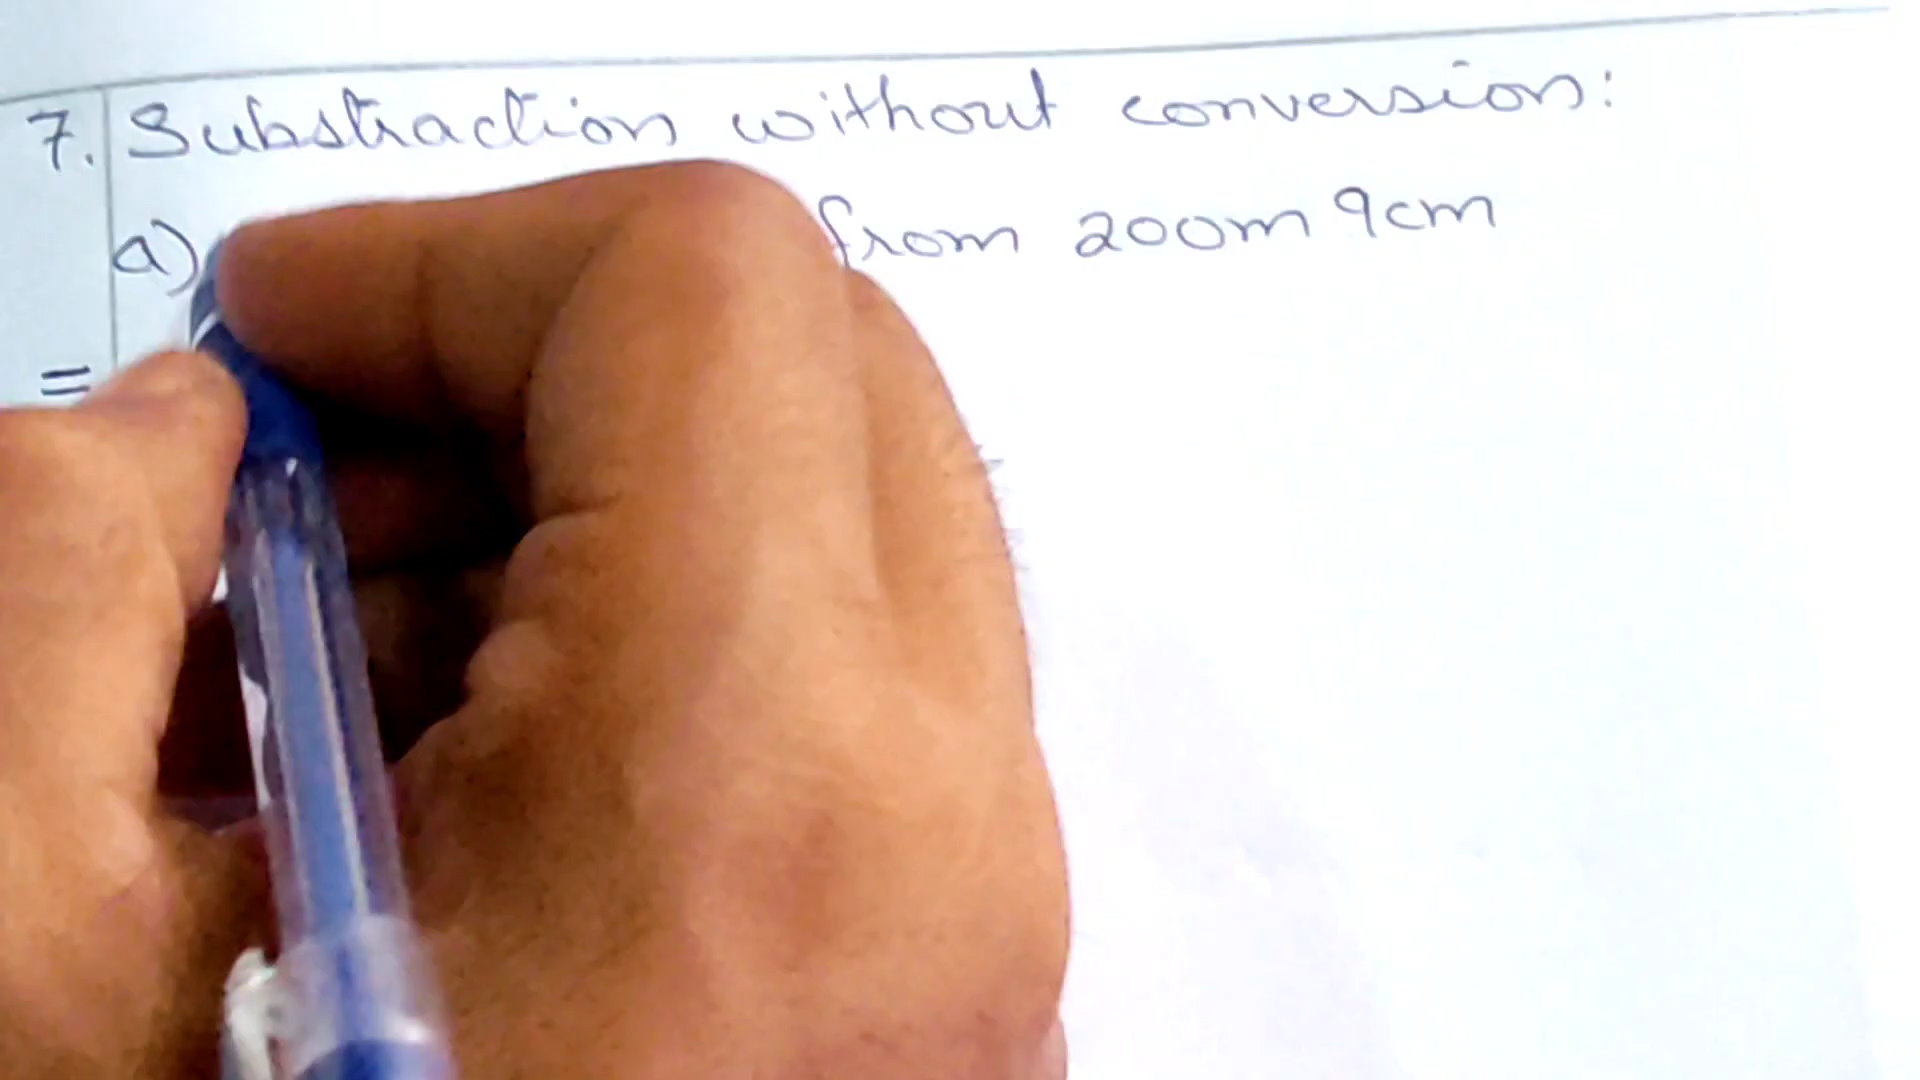 7. Substraction without conversion:
a) from 200m 9cm
=